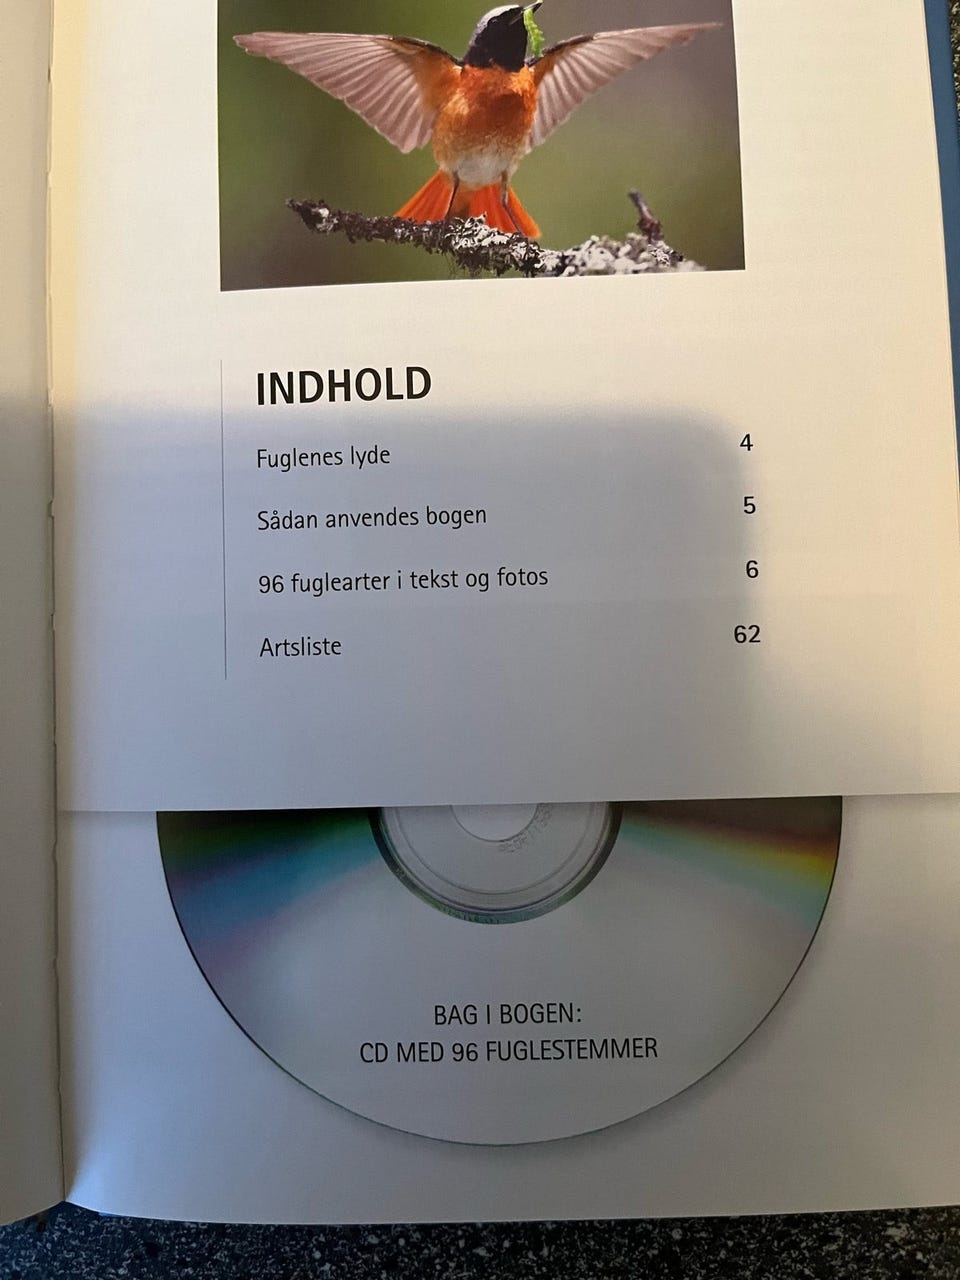 INDHOLD
Fuglenes lyde 4
Sådan anvendes bogen 5
96 fuglearter i tekst og fotos 6
Artsliste 62
BAG I BOGEN:
CD MED 96 FUGLESTEMMER